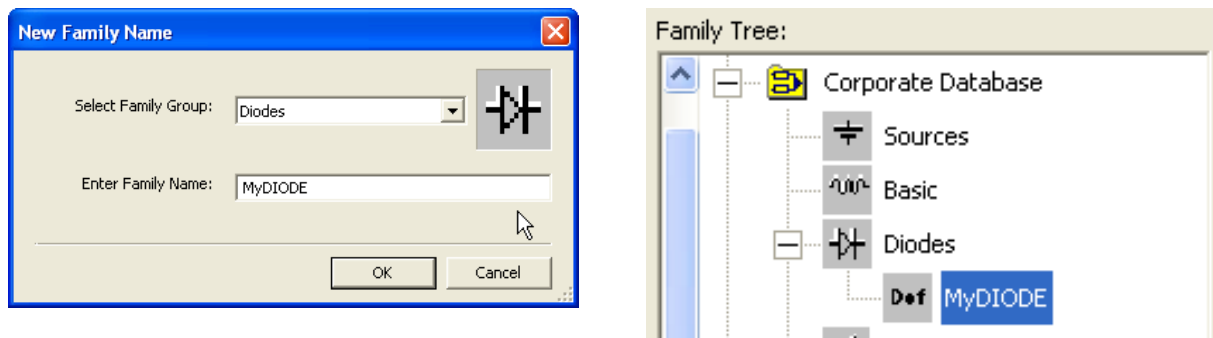 New Family Name
Select Family Group: Diodes
Enter Family Name: MyDIODE
OK Cancel
Family Tree:
Corporate Database
Sources
Basic
Diodes
Def MyDIODE